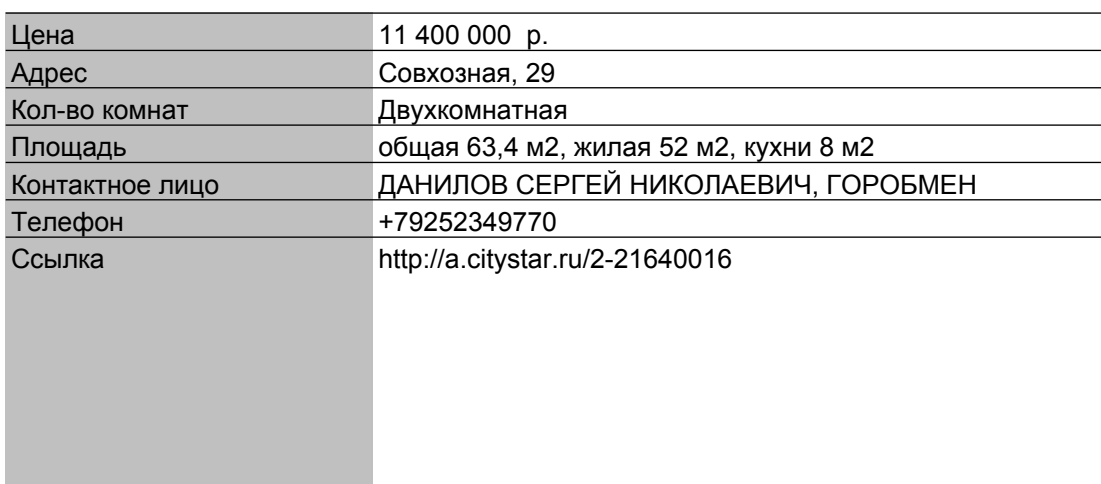 Цена 11 400 000 р.
Адрес Совхозная, 29
Кол-во комнат Двухкомнатная
Площадь общая 63,4 м2, жилая 52 м2, кухни 8 м2
Контактное лицо ДАНИЛОВ СЕРГЕЙ НИКОЛАЕВИЧ, ГОРОБМЕН
Телефон +79252349770
Ссылка http://a.citystar.ru/2-21640016